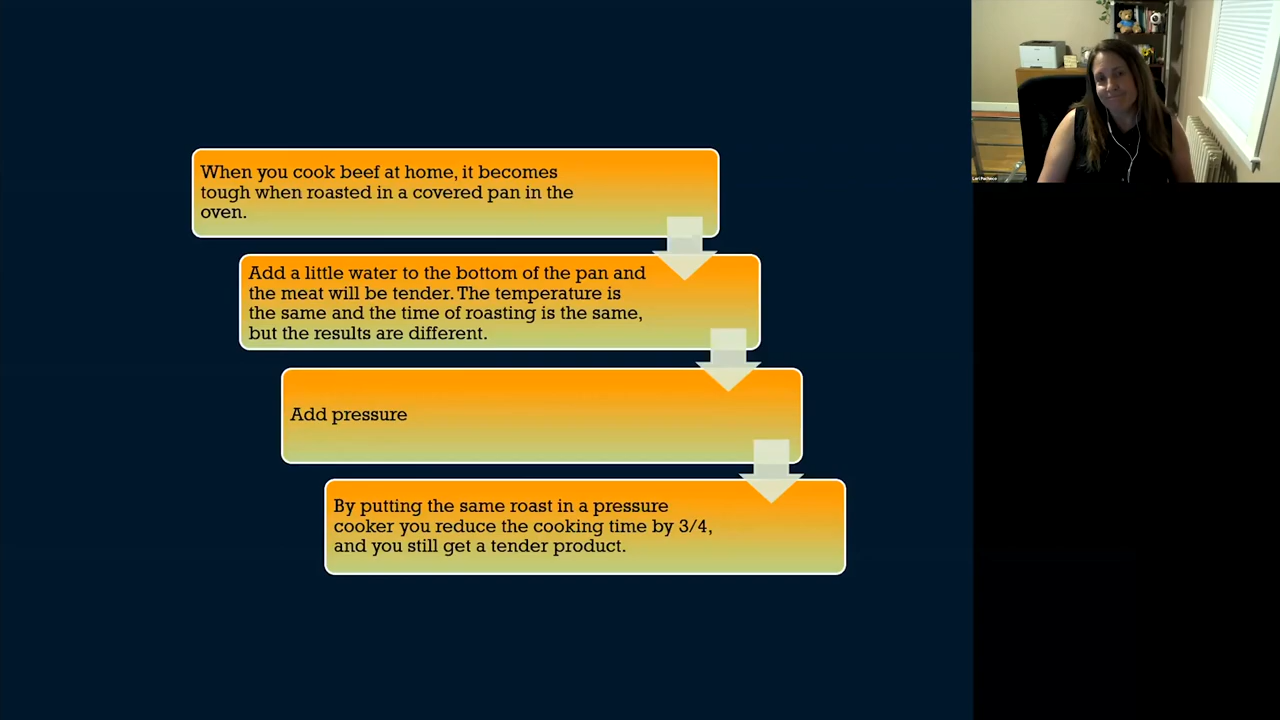 When you cook beef at home, it becomes
tough when roasted in a covered pan in the
oven.
Add a little water to the bottom of the pan and
the meat will be tender. The temperature is
the same and the time of roasting is the same,
but the results are different.
Add pressure
By putting the same roast in a pressure
cooker you reduce the cooking time by 3/4,
and you still get a tender product.
Lori Pacheco